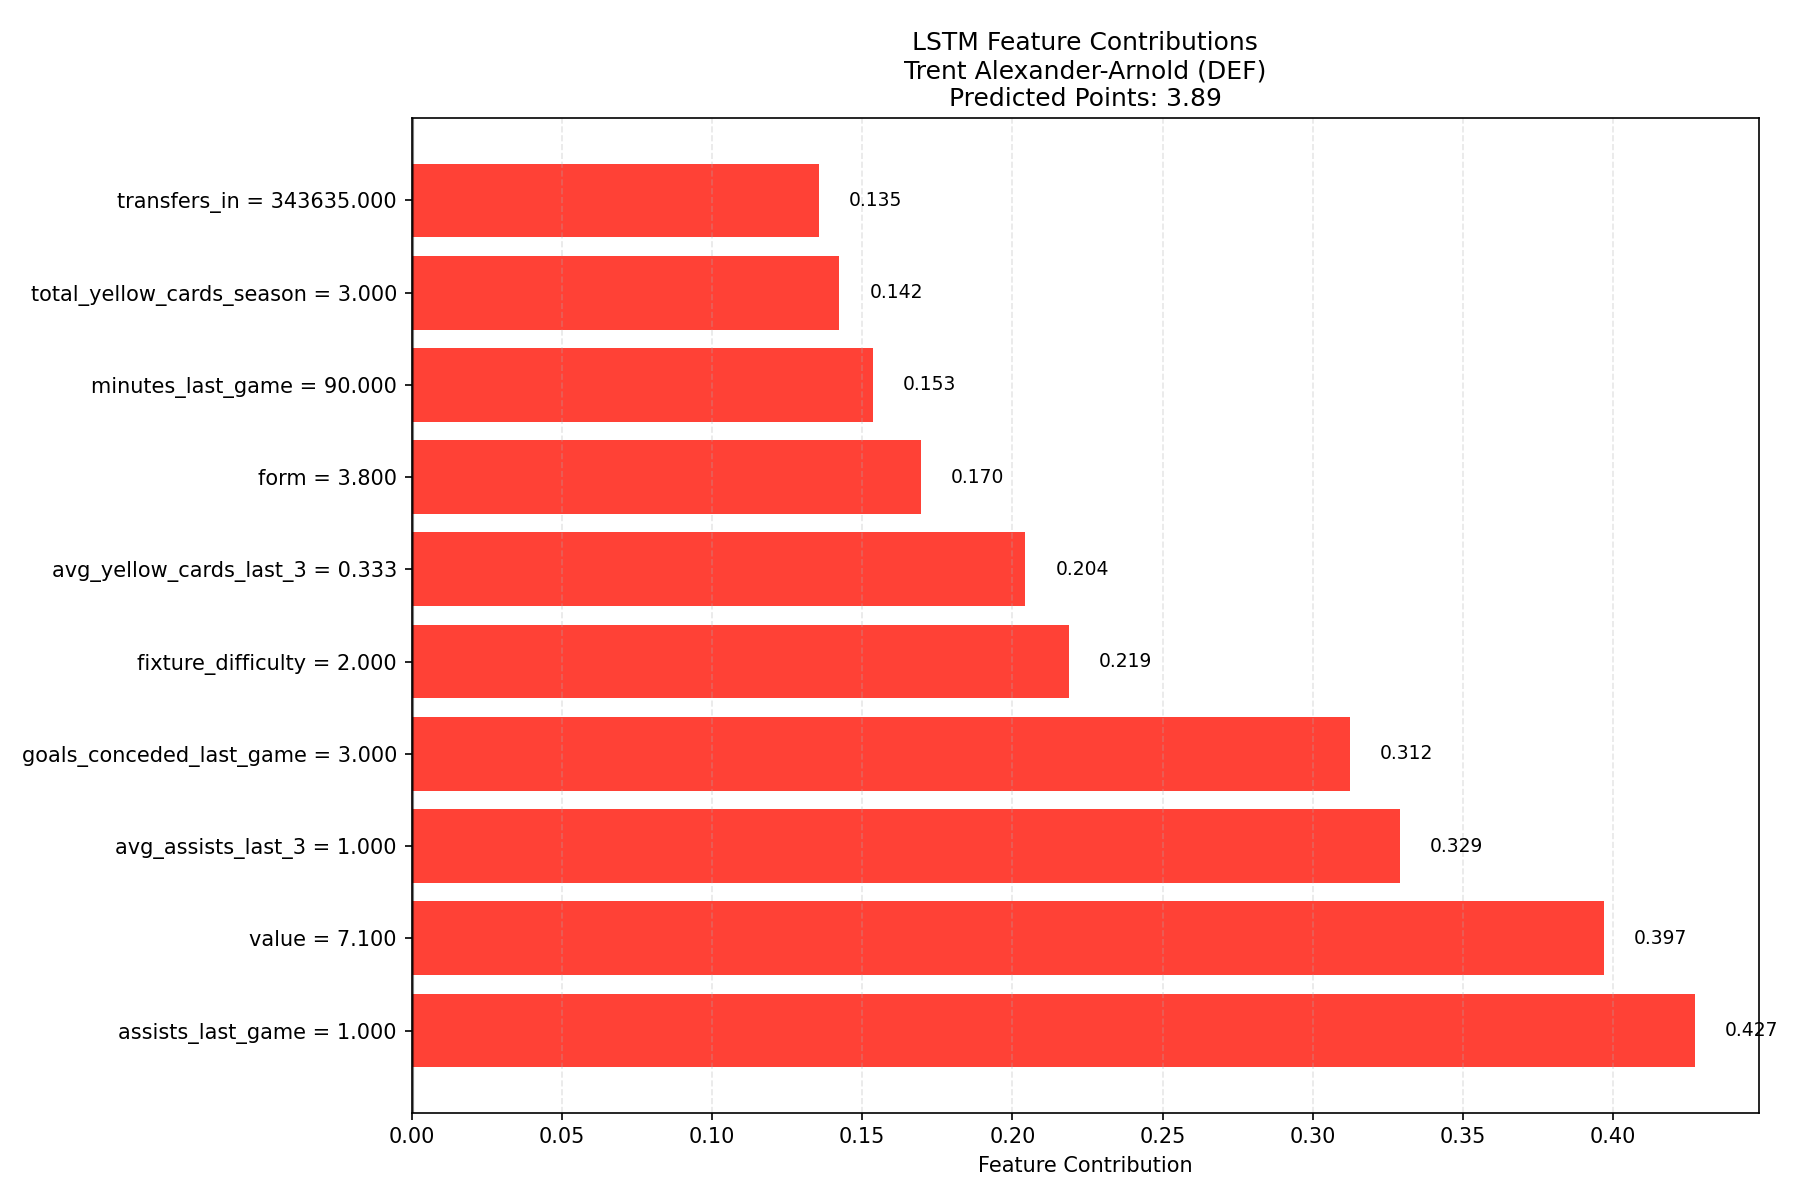 LSTM Feature Contributions
Trent Alexander-Arnold (DEF)
Predicted Points: 3.89
transfers_in = 343635.000
0.135
total_yellow_cards_season = 3.000
0.142
minutes_last_game = 90.000
0.153
form = 3.800
0.170
avg_yellow_cards_last_3 = 0.333
0.204
fixture_difficulty = 2.000
0.219
goals_conceded_last_game = 3.000
0.312
avg_assists_last_3 = 1.000
0.329
value = 7.100
0.397
assists_last_game = 1.000
0.427
0.00 0.05 0.10 0.15 0.20 0.25 0.30 0.35 0.40
Feature Contribution